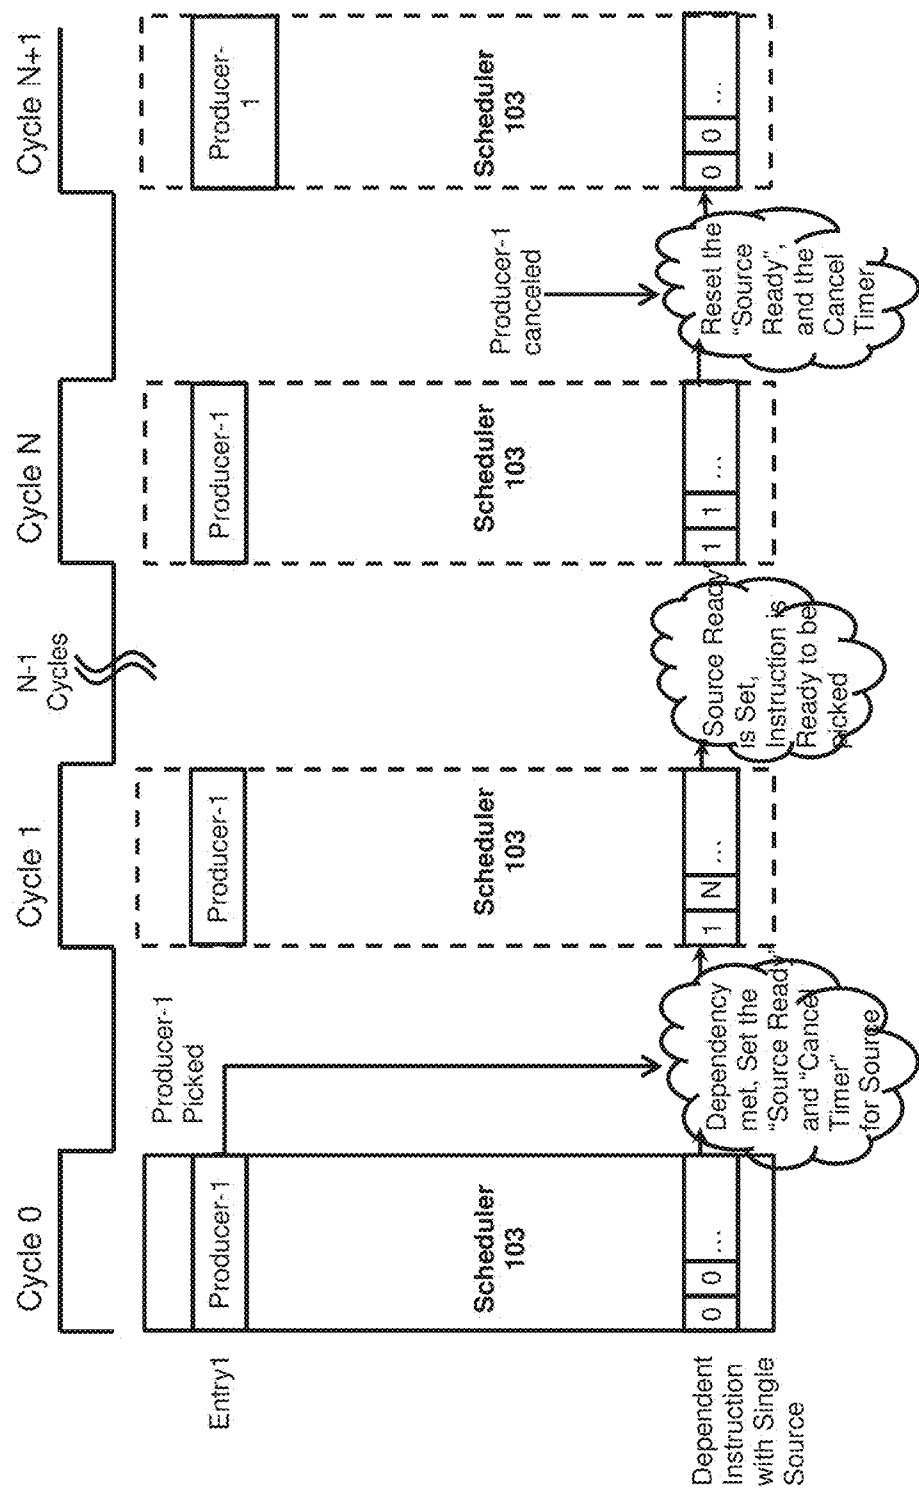 Cycle 0
Cycle 1
N-1
Cycles
Cycle N
Cycle N+1
Entry1
Producer-1
Producer-1
Picked
Producer-1
Producer-1
Producer-
1
Scheduler
103
Scheduler
103
Scheduler
103
Producer-1
canceled
Scheduler
103
Dependent
Instruction
with Single
Source
0 0 ...
Dependency
met, Set the
"Source Ready"
and "Cancel
Timer"
for Source
1 N ...
Source Ready
is Set,
Instruction is
Ready to be
picked
1 1 ...
Reset the
"Source
Ready",
and the
Cancel
Timer
0 0 ...